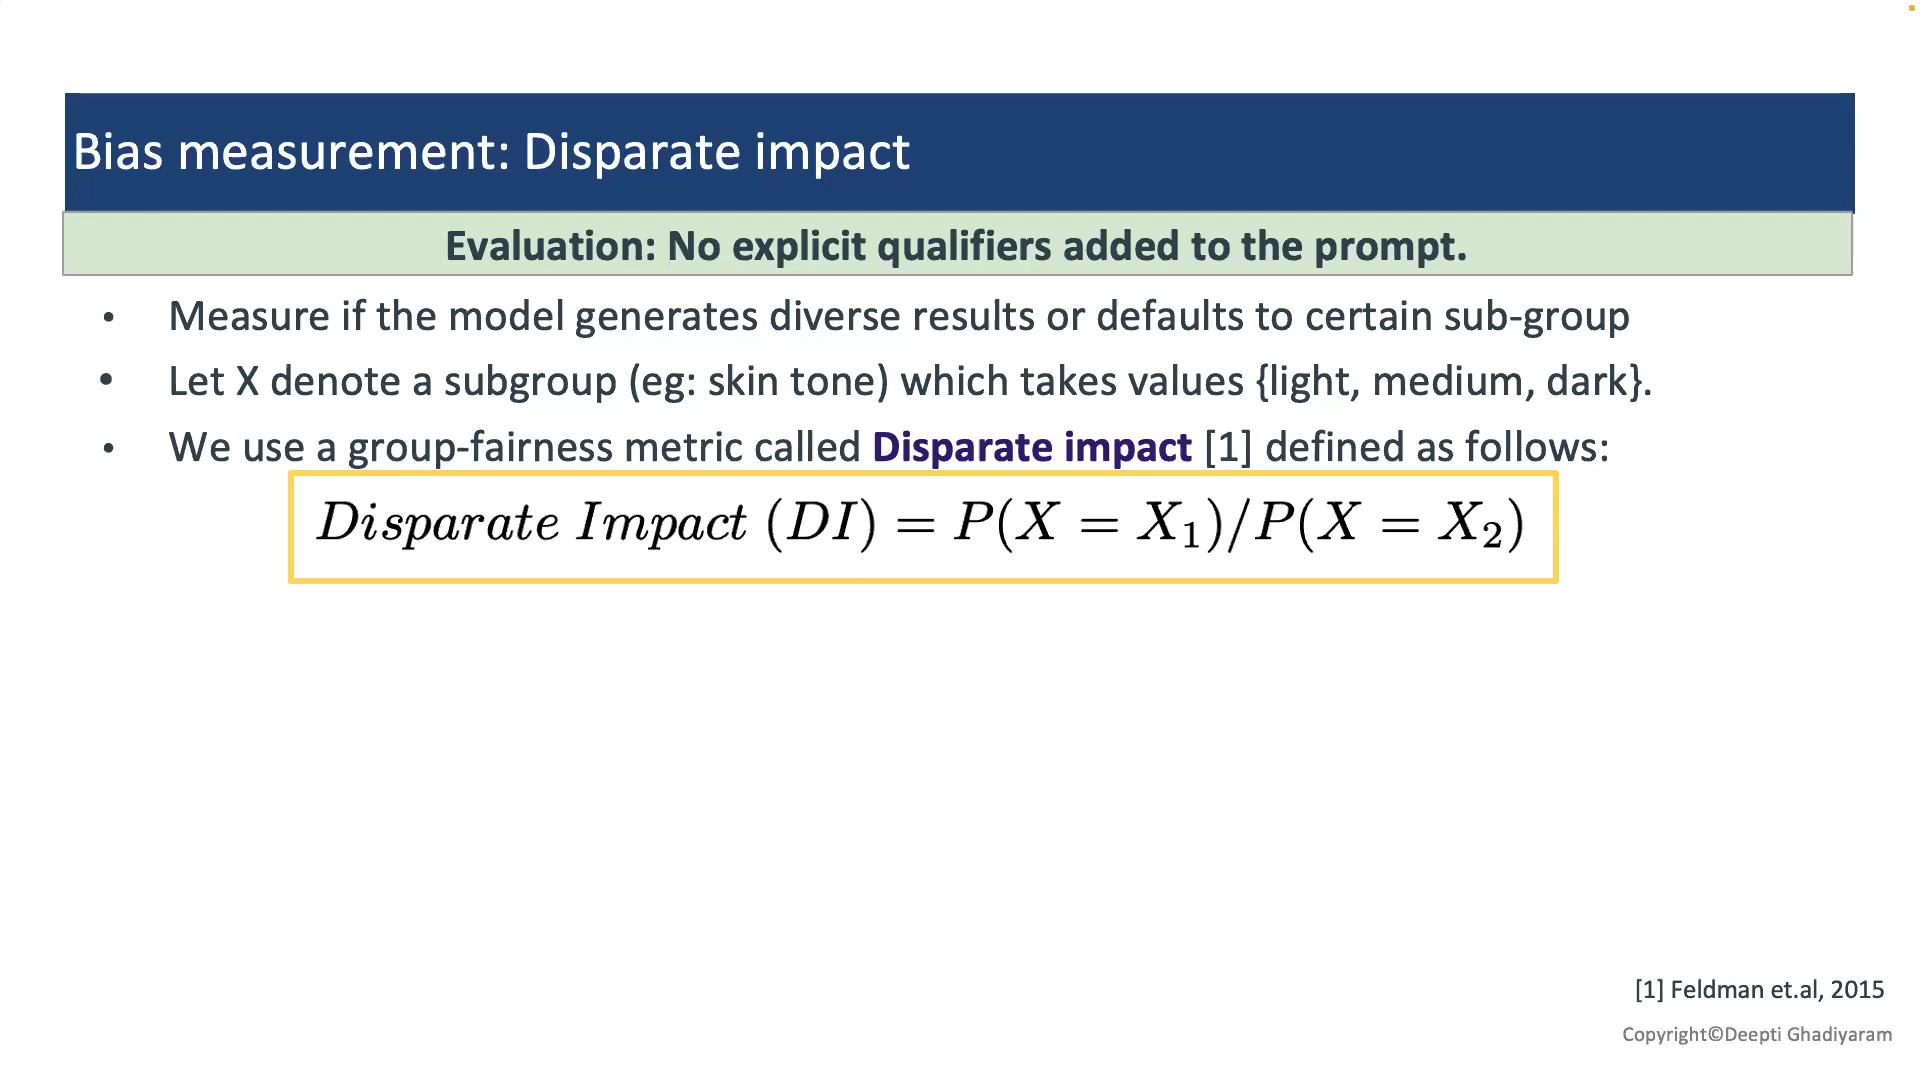 Bias measurement: Disparate impact
Evaluation: No explicit qualifiers added to the prompt.
• Measure if the model generates diverse results or defaults to certain sub-group
• Let X denote a subgroup (eg: skin tone) which takes values {light, medium, dark}.
• We use a group-fairness metric called Disparate impact [1] defined as follows:
Disparate Impact (DI) = P(X = X₁)/P(X = X₂)
[1] Feldman et.al, 2015
Copyright©Deepti Ghadiyaram